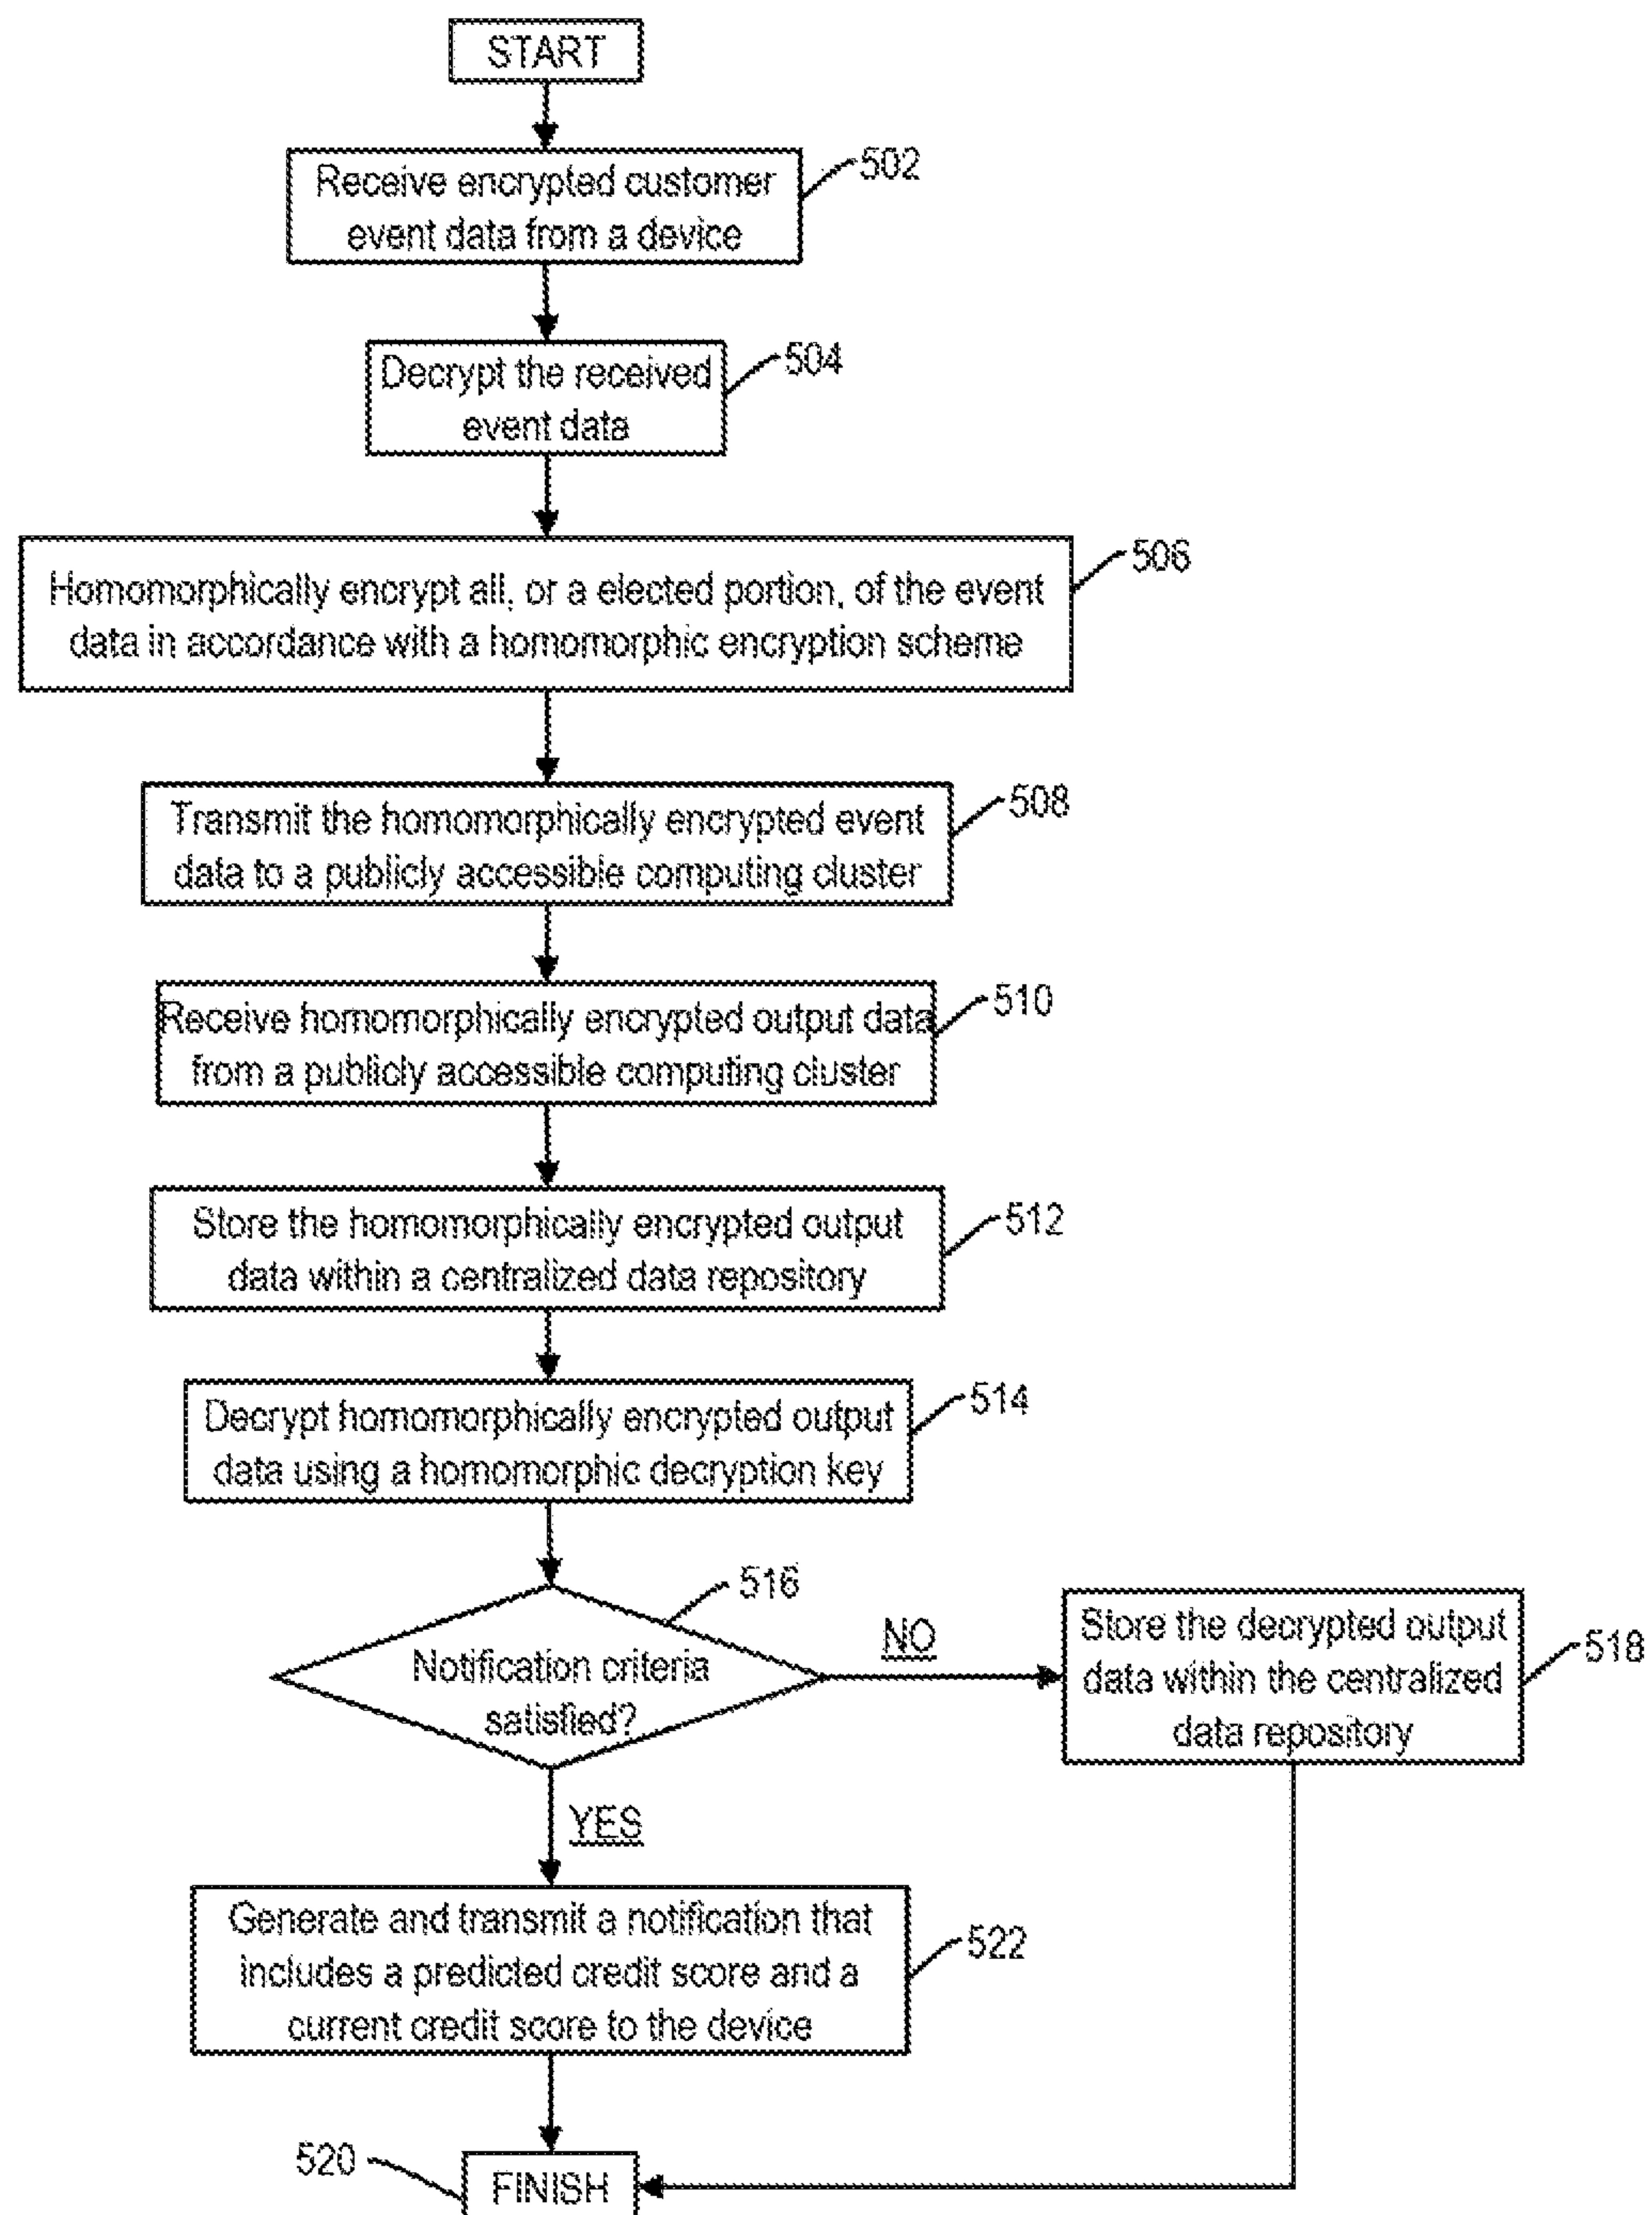 START
Receive encrypted customer
event data from a device
502
Decrypt the received
event data
504
Homomorphically encrypt all, or a elected portion, of the event
data in accordance with a homomorphic encryption scheme
506
Transmit the homomorphically encrypted event
data to a publicly accessible computing cluster
508
Receive homomorphically encrypted output data
from a publicly accessible computing cluster
510
Store the homomorphically encrypted output
data within a centralized data repository
512
Decrypt homomorphically encrypted output
data using a homomorphic decryption key
514
516
Notification criteria
satisfied?
NO
Store the decrypted output
data within the centralized
data repository
518
YES
Generate and transmit a notification that
includes a predicted credit score and a
current credit score to the device
522
520
FINISH